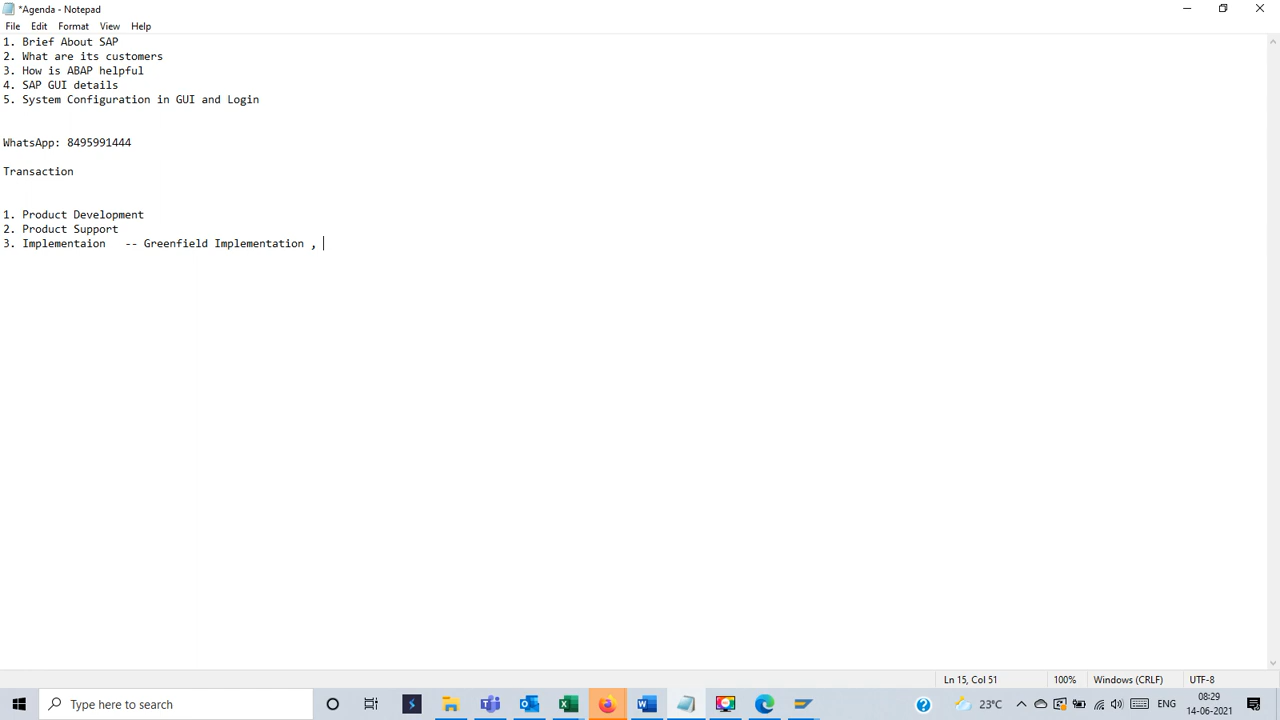 *Agenda - Notepad
File Edit Format View Help
1. Brief About SAP
2. What are its customers
3. How is ABAP helpful
4. SAP GUI details
5. System Configuration in GUI and Login
WhatsApp: 8495991444
Transaction
1. Product Development
2. Product Support
3. Implementaion -- Greenfield Implementation ,
Ln 15, Col 51 100% Windows (CRLF) UTF-8
Type here to search 23°C ENG 08:29
14-06-2021